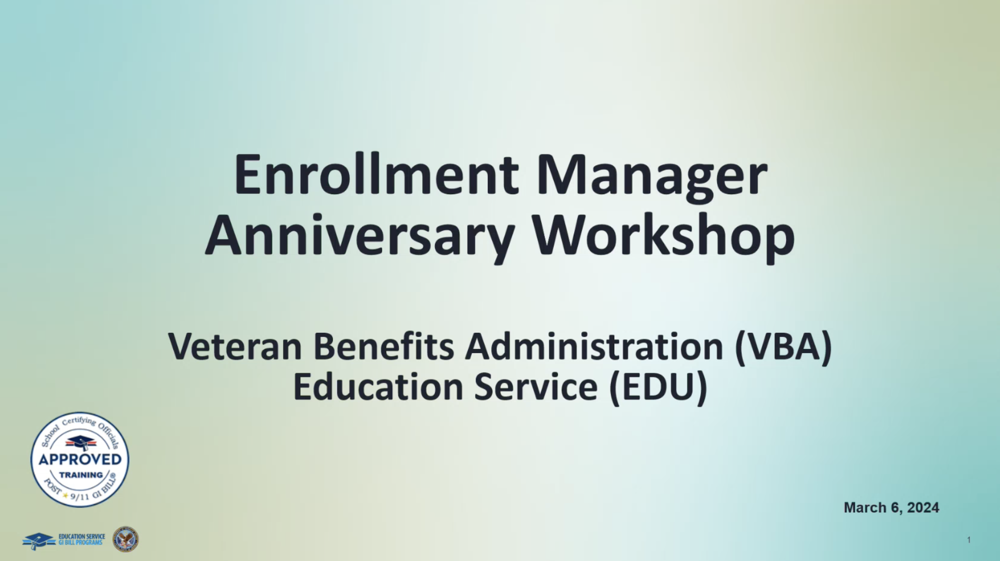 Enrollment Manager
Anniversary Workshop
Veteran Benefits Administration (VBA)
Education Service (EDU)
School Certifying Officials
APPROVED
TRAINING
POST ★ 9/11 GI BILL®
March 6, 2024
EDUCATION SERVICE
GI BILL PROGRAMS
1